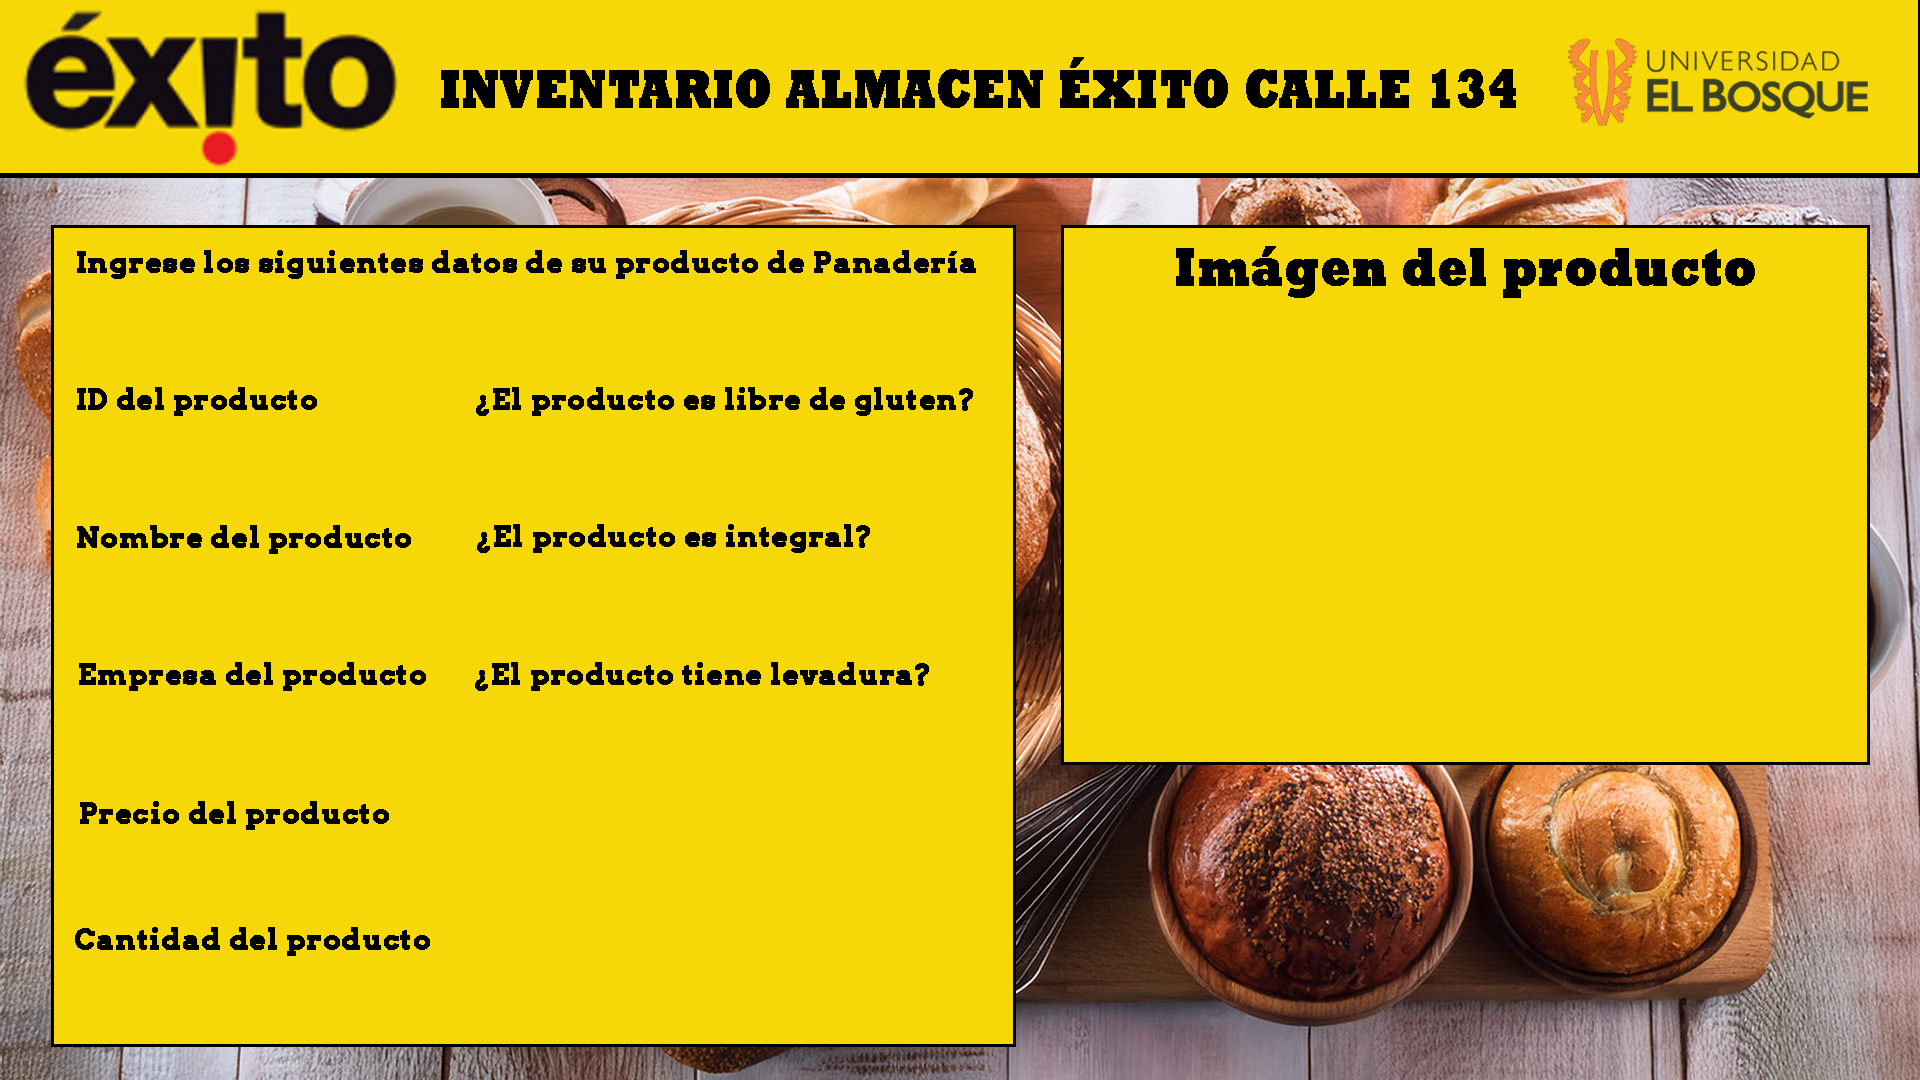 éxito
INVENTARIO ALMACEN ÉXITO CALLE 134
UNIVERSIDAD
EL BOSQUE
Ingrese los siguientes datos de su producto de Panadería
ID del producto
¿El producto es libre de gluten?
Nombre del producto
¿El producto es integral?
Empresa del producto
¿El producto tiene levadura?
Precio del producto
Cantidad del producto
Imágen del producto